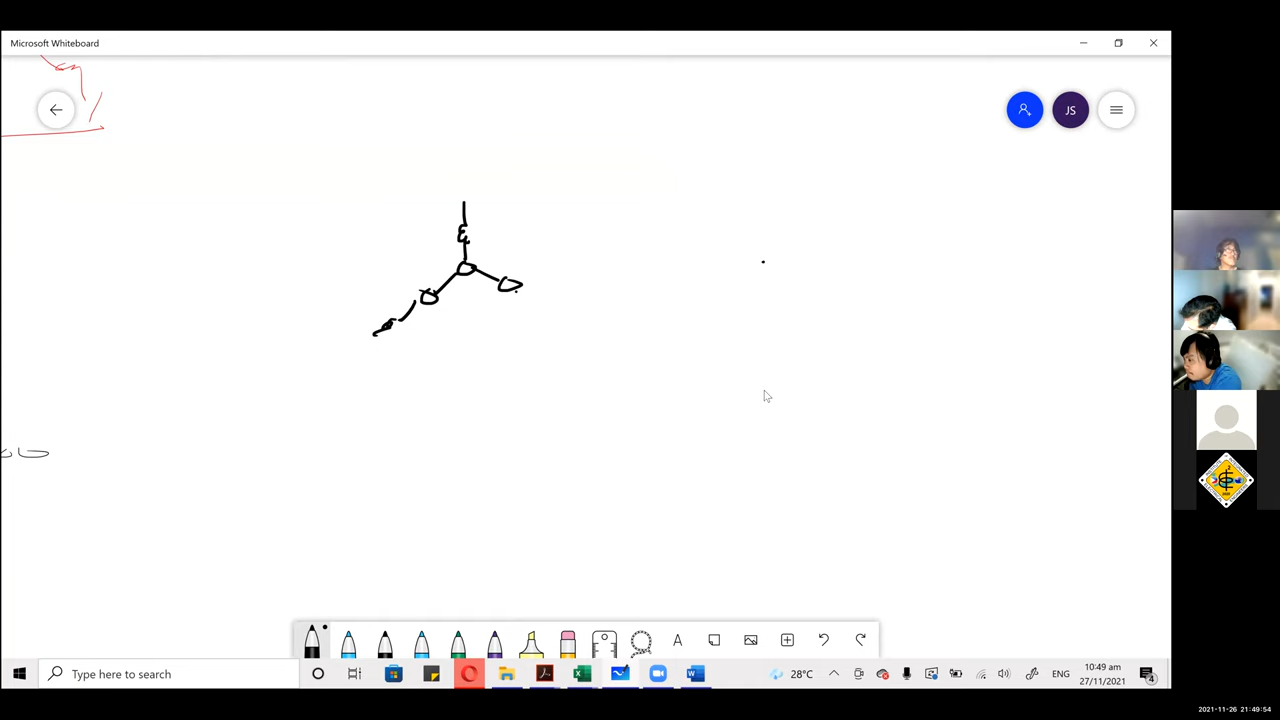 Microsoft Whiteboard
JS
A
Type here to search
28°C
ENG
10:49 am
27/11/2021
4
2021-11-26 21:49:54